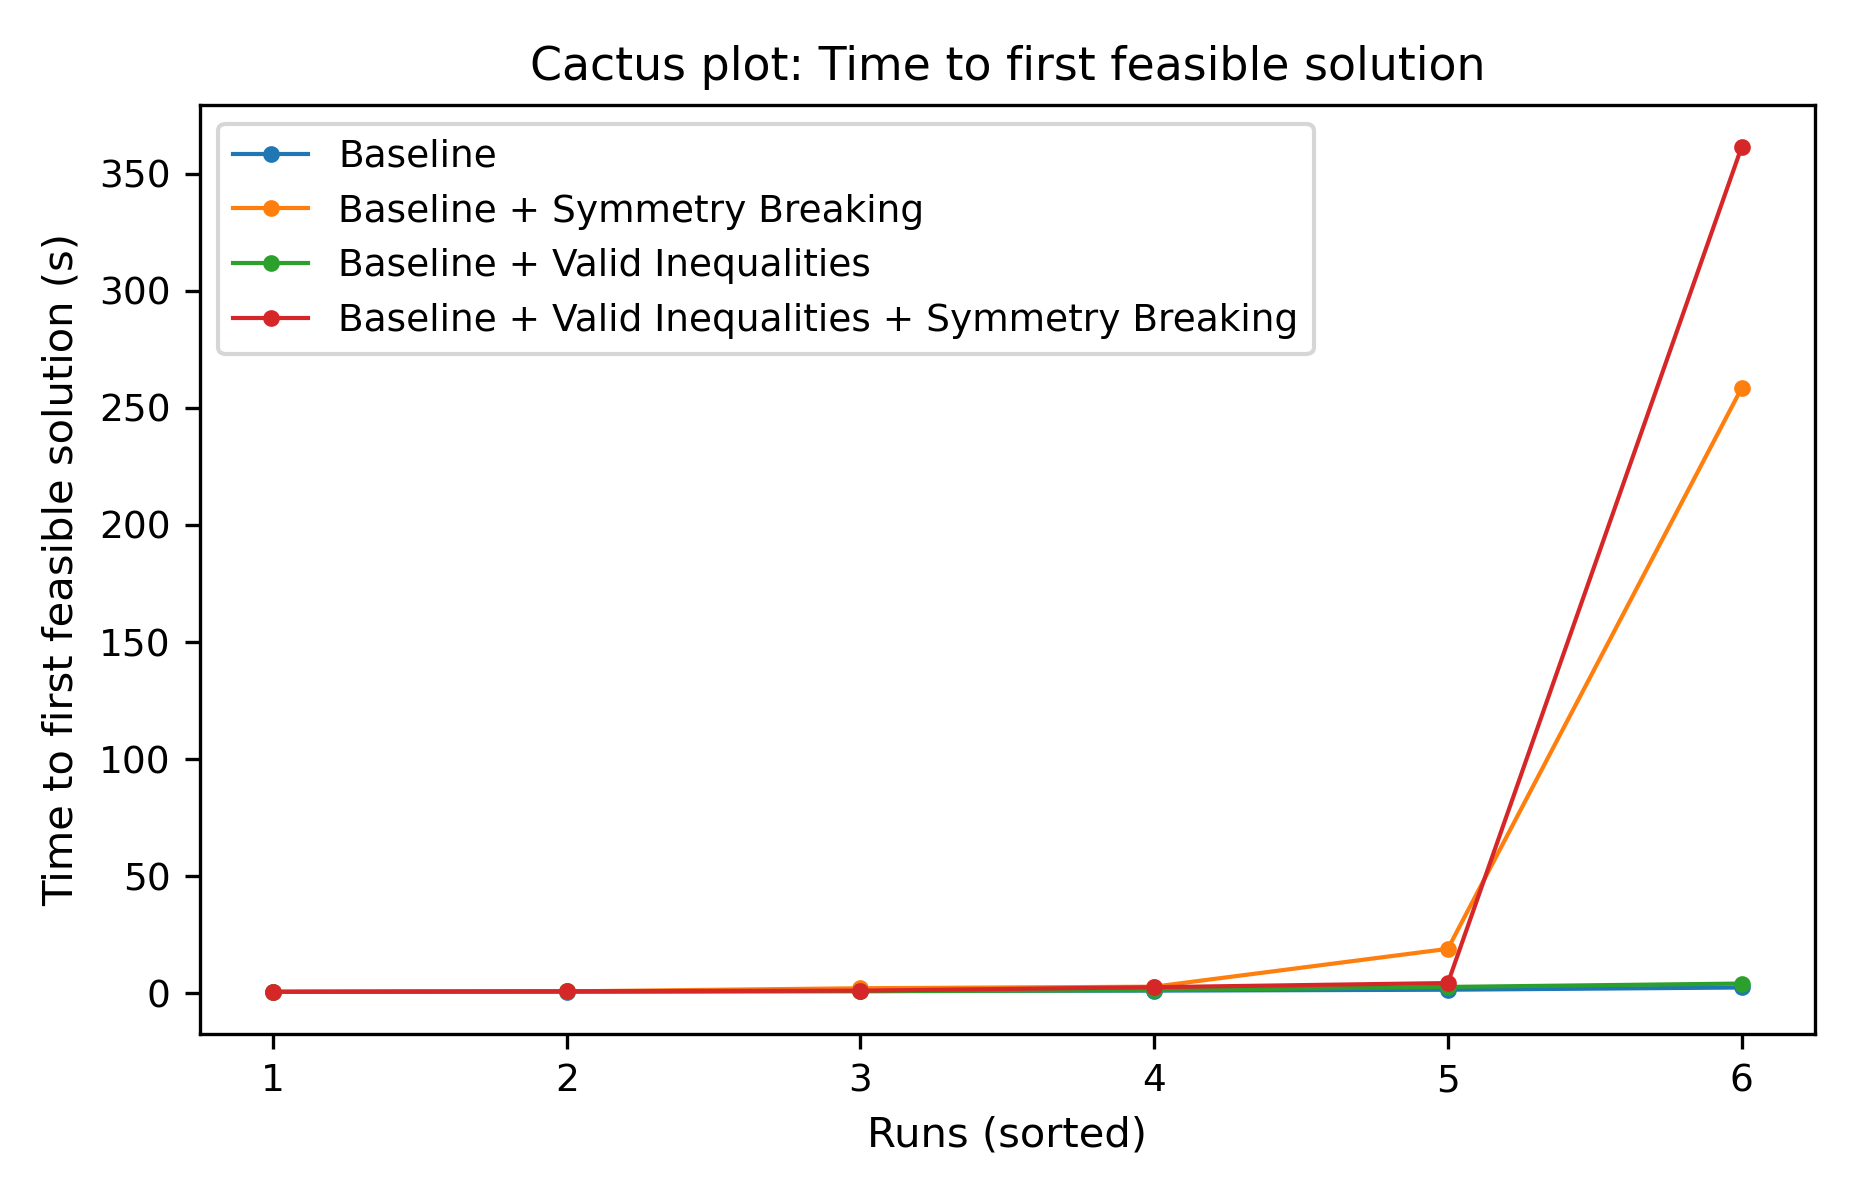 Cactus plot: Time to first feasible solution
Baseline
Baseline + Symmetry Breaking
Baseline + Valid Inequalities
Baseline + Valid Inequalities + Symmetry Breaking
Time to first feasible solution (s)
350
300
250
200
150
100
50
0
1 2 3 4 5 6
Runs (sorted)